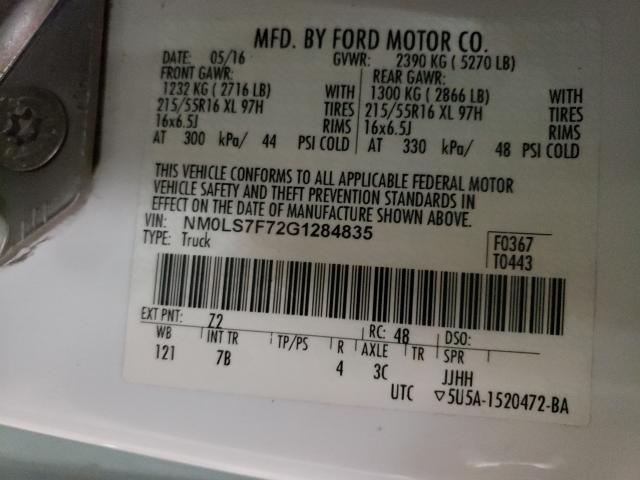 MFD. BY FORD MOTOR CO.
DATE: 05/16 GVWR: 2390 KG ( 5270 LB)
FRONT GAWR: REAR GAWR:
1232 KG ( 2716 LB) WITH 1300 KG ( 2866 LB) WITH
215/55R16 XL 97H TIRES 215/55R16 XL 97H TIRES
16x6.5J RIMS 16x6.5J RIMS
AT 300 kPa/ 44 PSI COLD AT 330 kPa/ 48 PSI COLD
THIS VEHICLE CONFORMS TO ALL APPLICABLE FEDERAL MOTOR
VEHICLE SAFETY AND THEFT PREVENTION STANDARDS IN
EFFECT ON THE DATE OF MANUFACTURE SHOWN ABOVE.
VIN: NM0LS7F72G1284835
TYPE: Truck
F0367
T0443
EXT PNT: Z2 RC: 48 DSO:
WB INT TR TP/PS R AXLE TR SPR
121 7B 4 3C JJHH
UTC ▽5U5A-1520472-BA